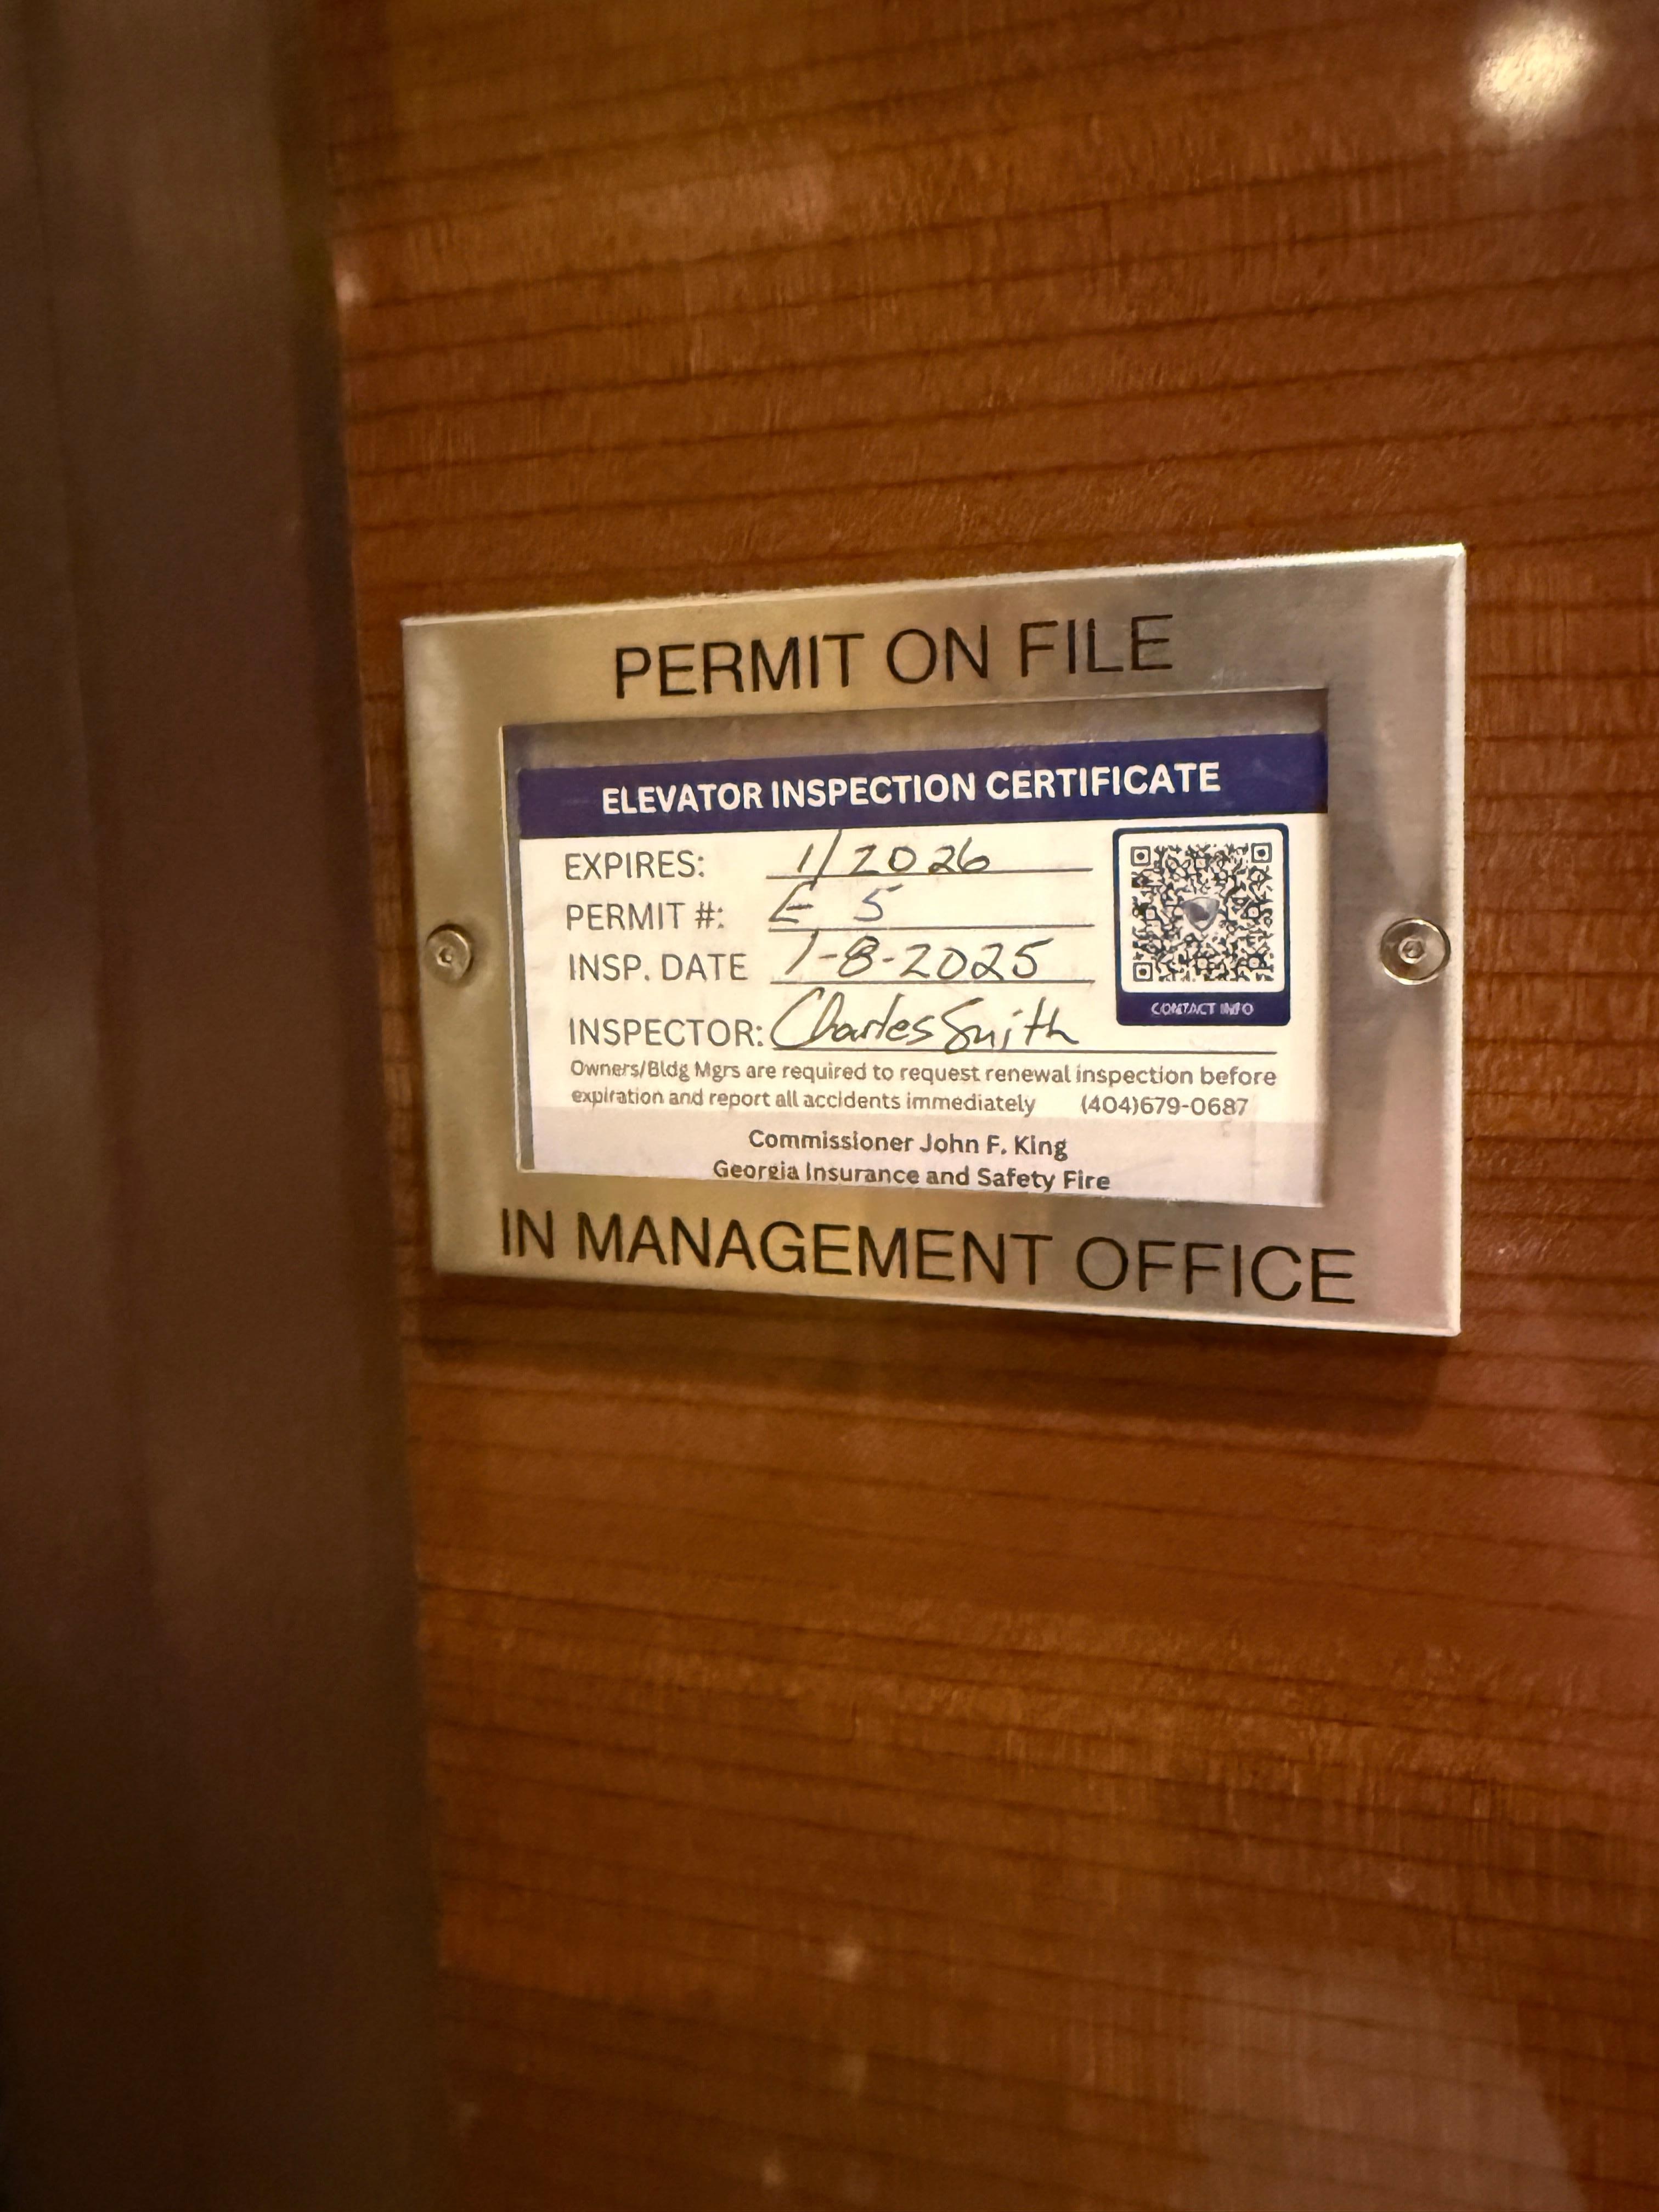 PERMIT ON FILE
ELEVATOR INSPECTION CERTIFICATE
EXPIRES: 1/2026
PERMIT #: E 5
INSP. DATE 1-8-2025
INSPECTOR: Charles Smith
CONTACT INFO
Owners/Bldg Mgrs are required to request renewal inspection before
expiration and report all accidents immediately (404)679-0687
Commissioner John F. King
Georgia Insurance and Safety Fire
IN MANAGEMENT OFFICE